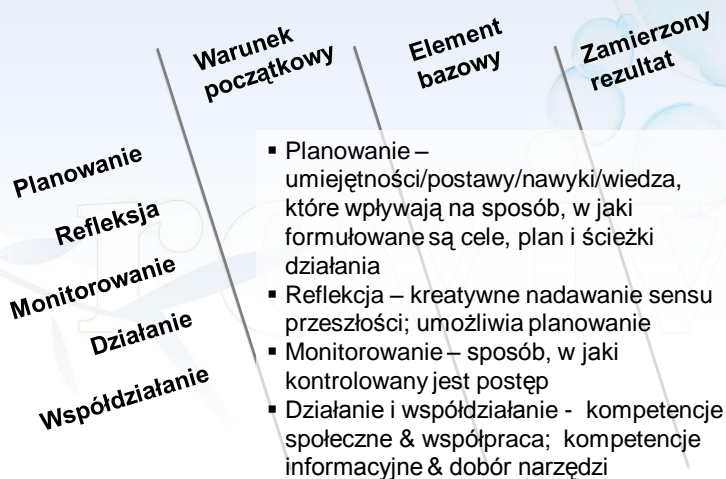 Warunek
początkowy
Element
bazowy
Zamierzony
rezultat
Planowanie
Refleksja
Monitorowanie
Działanie
Współdziałanie
▪ Planowanie –
umiejętności/postawy/nawyki/wiedza,
które wpływają na sposób, w jaki
formułowane są cele, plan i ścieżki
działania
▪ Reflekcja – kreatywne nadawanie sensu
przeszłości; umożliwia planowanie
▪ Monitorowanie – sposób, w jaki
kontrolowany jest postęp
▪ Działanie i współdziałanie - kompetencje
społeczne & współpraca; kompetencje
informacyjne & dobór narzędzi